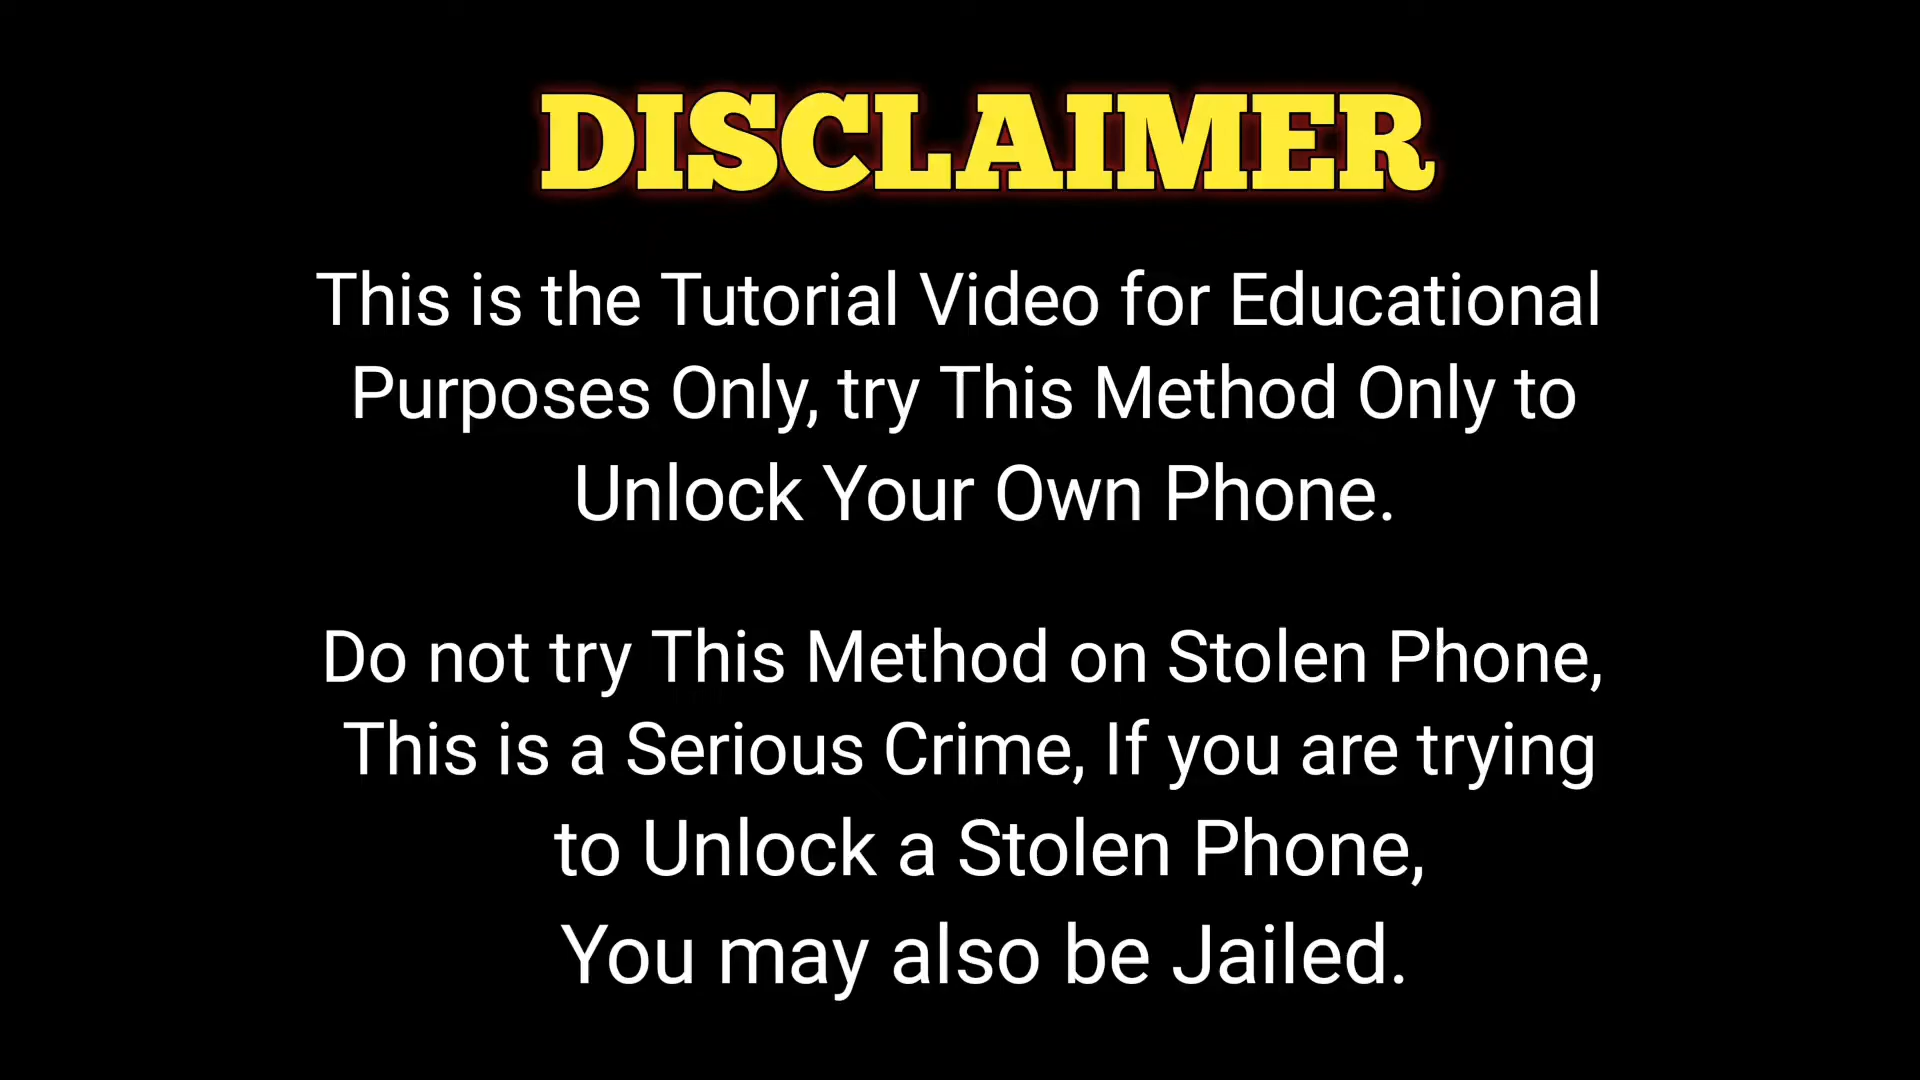 DISCLAIMER
This is the Tutorial Video for Educational
Purposes Only, try This Method Only to
Unlock Your Own Phone.
Do not try This Method on Stolen Phone,
This is a Serious Crime, If you are trying
to Unlock a Stolen Phone,
You may also be Jailed.